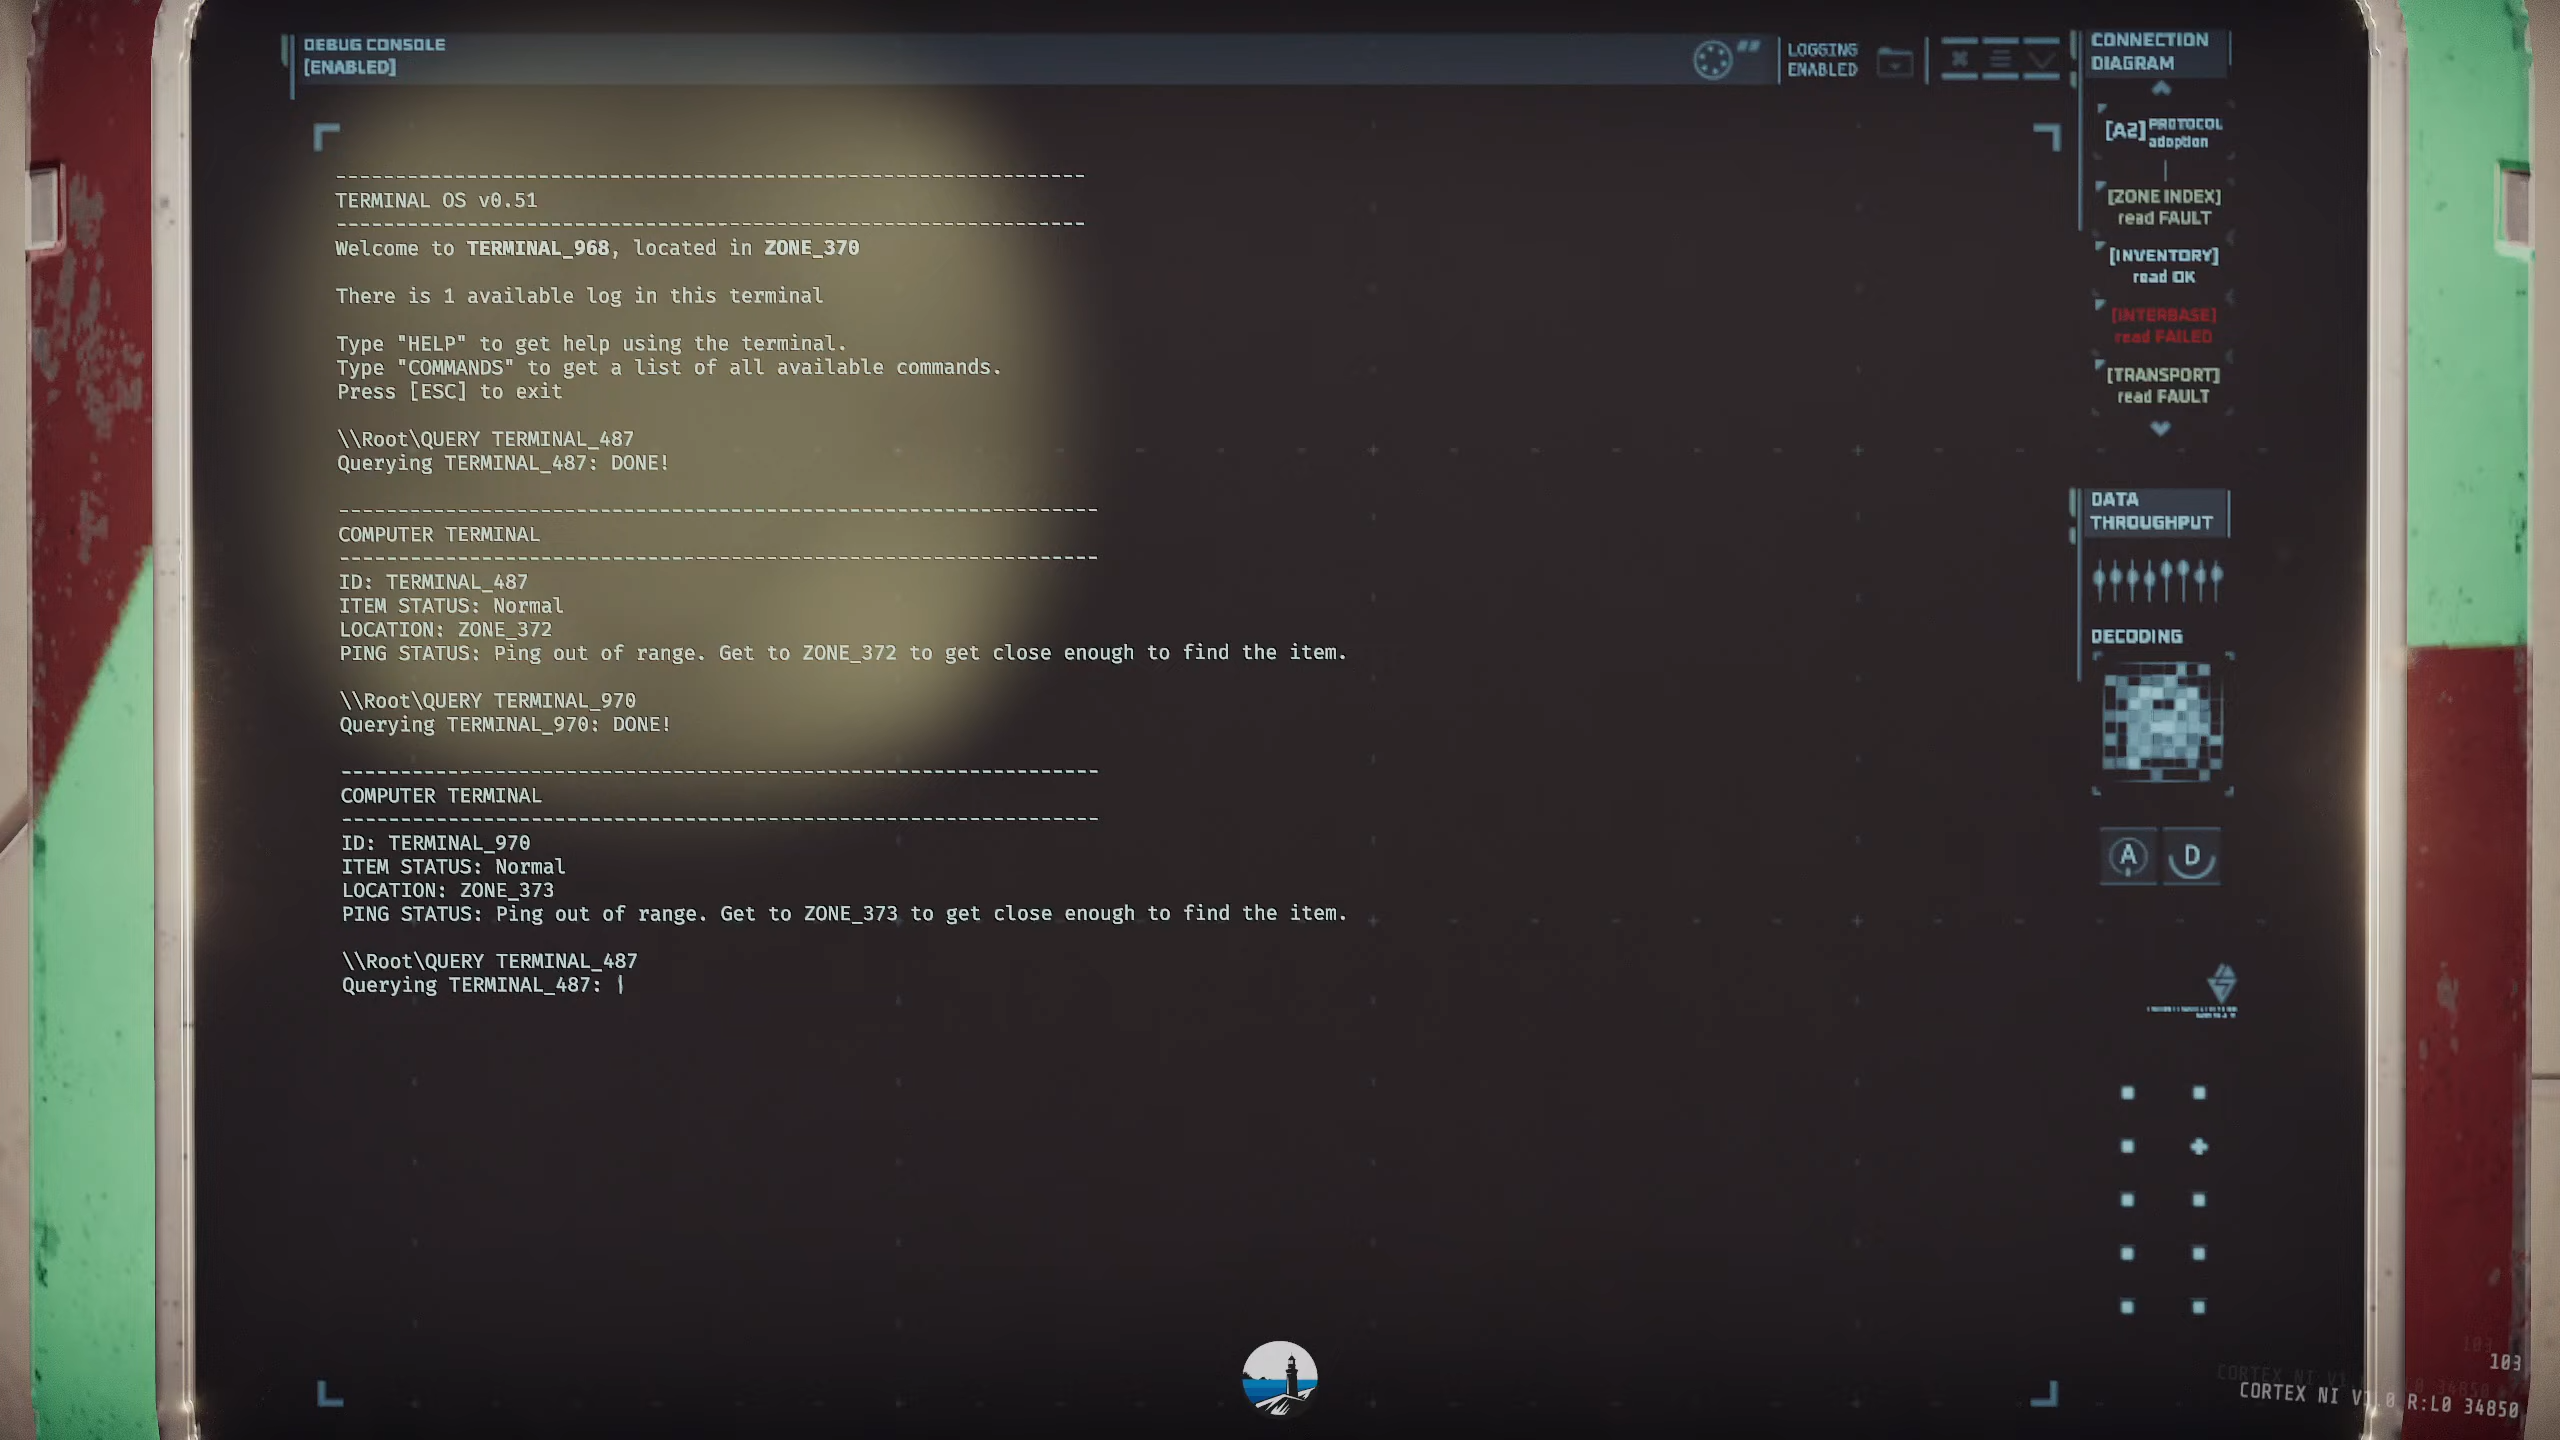 DEBUG CONSOLE
[ENABLED]
LOGGING
ENABLED
--------------------------------------------------------------
TERMINAL OS v0.51
--------------------------------------------------------------
Welcome to TERMINAL_968, located in ZONE_370
There is 1 available log in this terminal
Type "HELP" to get help using the terminal.
Type "COMMANDS" to get a list of all available commands.
Press [ESC] to exit
\\Root\QUERY TERMINAL_487
Querying TERMINAL_487: DONE!
--------------------------------------------------------------
COMPUTER TERMINAL
--------------------------------------------------------------
ID: TERMINAL_487
ITEM STATUS: Normal
LOCATION: ZONE_372
PING STATUS: Ping out of range. Get to ZONE_372 to get close enough to find the item.
\\Root\QUERY TERMINAL_970
Querying TERMINAL_970: DONE!
--------------------------------------------------------------
COMPUTER TERMINAL
--------------------------------------------------------------
ID: TERMINAL_970
ITEM STATUS: Normal
LOCATION: ZONE_373
PING STATUS: Ping out of range. Get to ZONE_373 to get close enough to find the item.
\\Root\QUERY TERMINAL_487
Querying TERMINAL_487: |
CONNECTION
DIAGRAM
[A2] PROTOCOL
adoption
[ZONE INDEX]
read FAULT
[INVENTORY]
read OK
[INTERBASE]
read FAILED
[TRANSPORT]
read FAULT
DATA
THROUGHPUT
DECODING
A D
103
CORTEX NI R:L0 34850